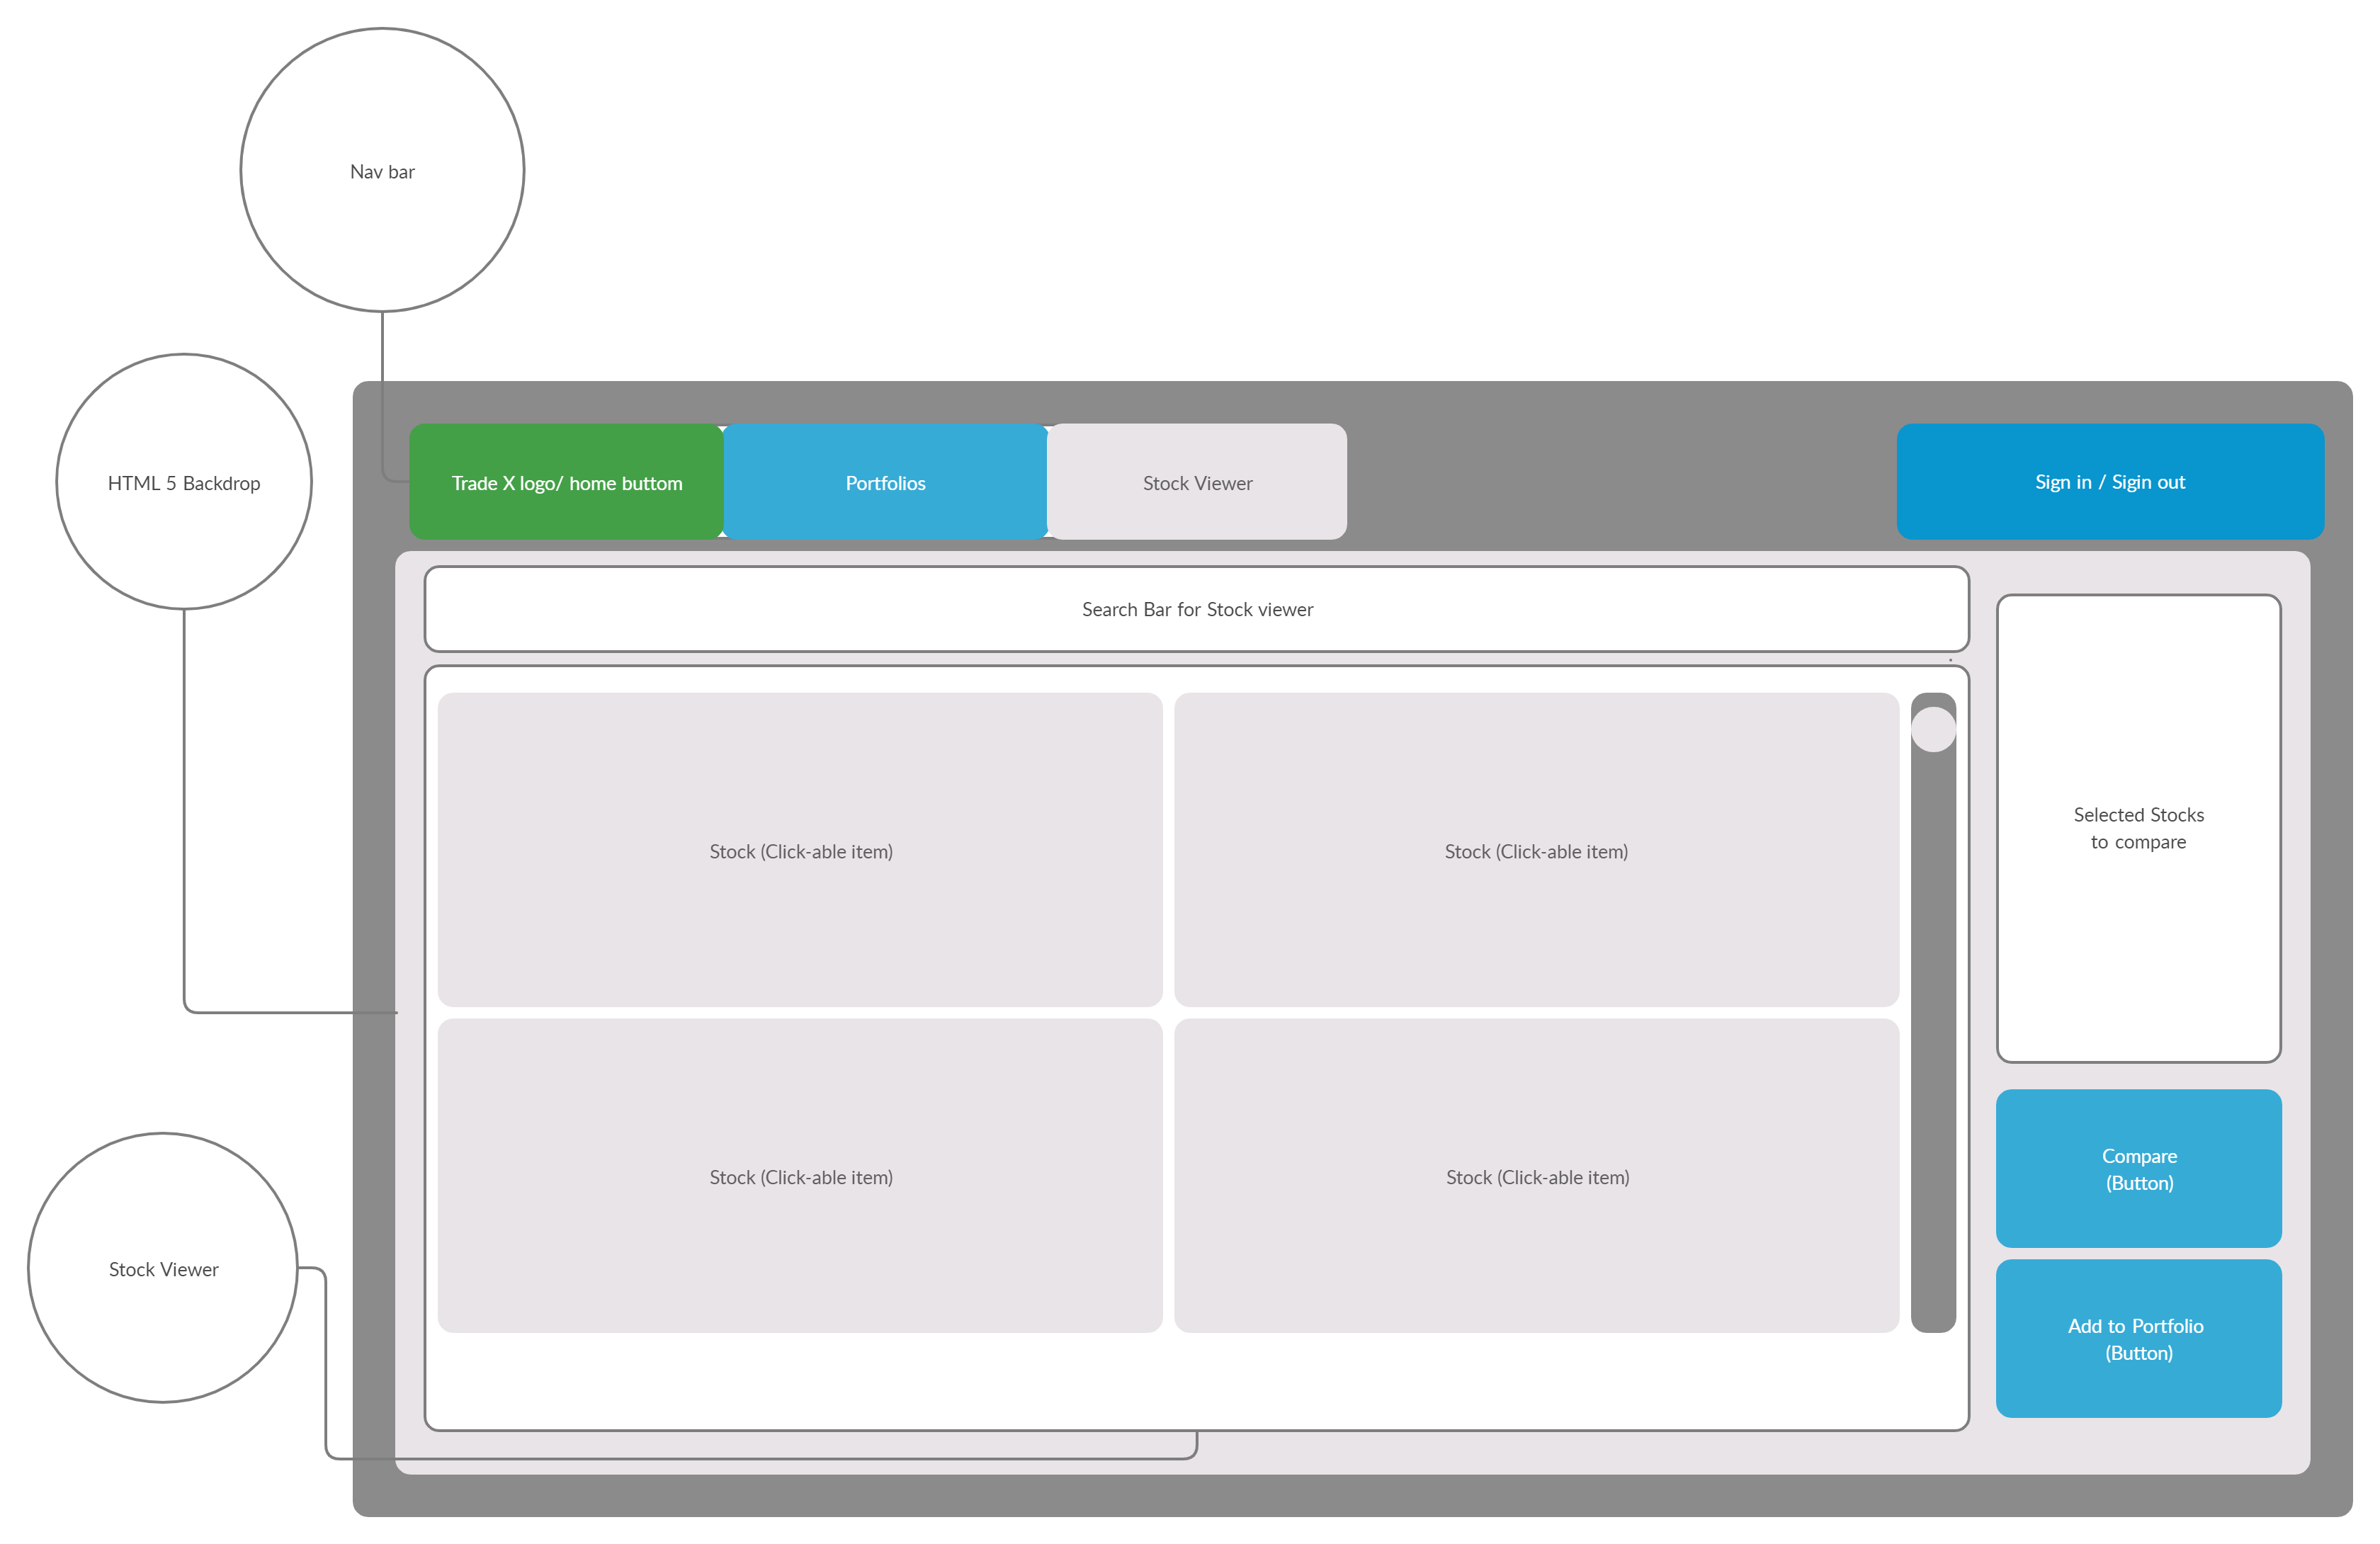 Nav bar
HTML 5 Backdrop
Trade X logo/ home buttom
Portfolios
Stock Viewer
Sign in / Sigin out
Search Bar for Stock viewer
Stock (Click-able item)
Stock (Click-able item)
Selected Stocks
to compare
Stock (Click-able item)
Stock (Click-able item)
Compare
(Button)
Add to Portfolio
(Button)
Stock Viewer